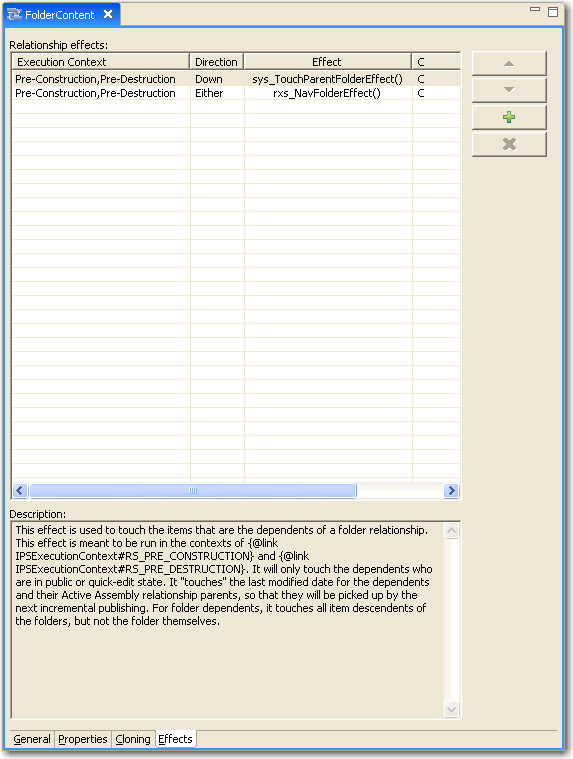 FolderContent
Relationship effects:
Execution Context Direction Effect C
Pre-Construction,Pre-Destruction Down sys_TouchParentFolderEffect() C
Pre-Construction,Pre-Destruction Either rxs_NavFolderEffect() C
Description:
This effect is used to touch the items that are the dependents of a folder relationship.
This effect is meant to be run in the contexts of {@link
IPSExecutionContext#RS_PRE_CONSTRUCTION} and {@link
IPSExecutionContext#RS_PRE_DESTRUCTION}. It will only touch the dependents who
are in public or quick-edit state. It "touches" the last modified date for the dependents
and their Active Assembly relationship parents, so that they will be picked up by the
next incremental publishing. For folder dependents, it touches all item descendents of
the folders, but not the folder themselves.
General Properties Cloning Effects